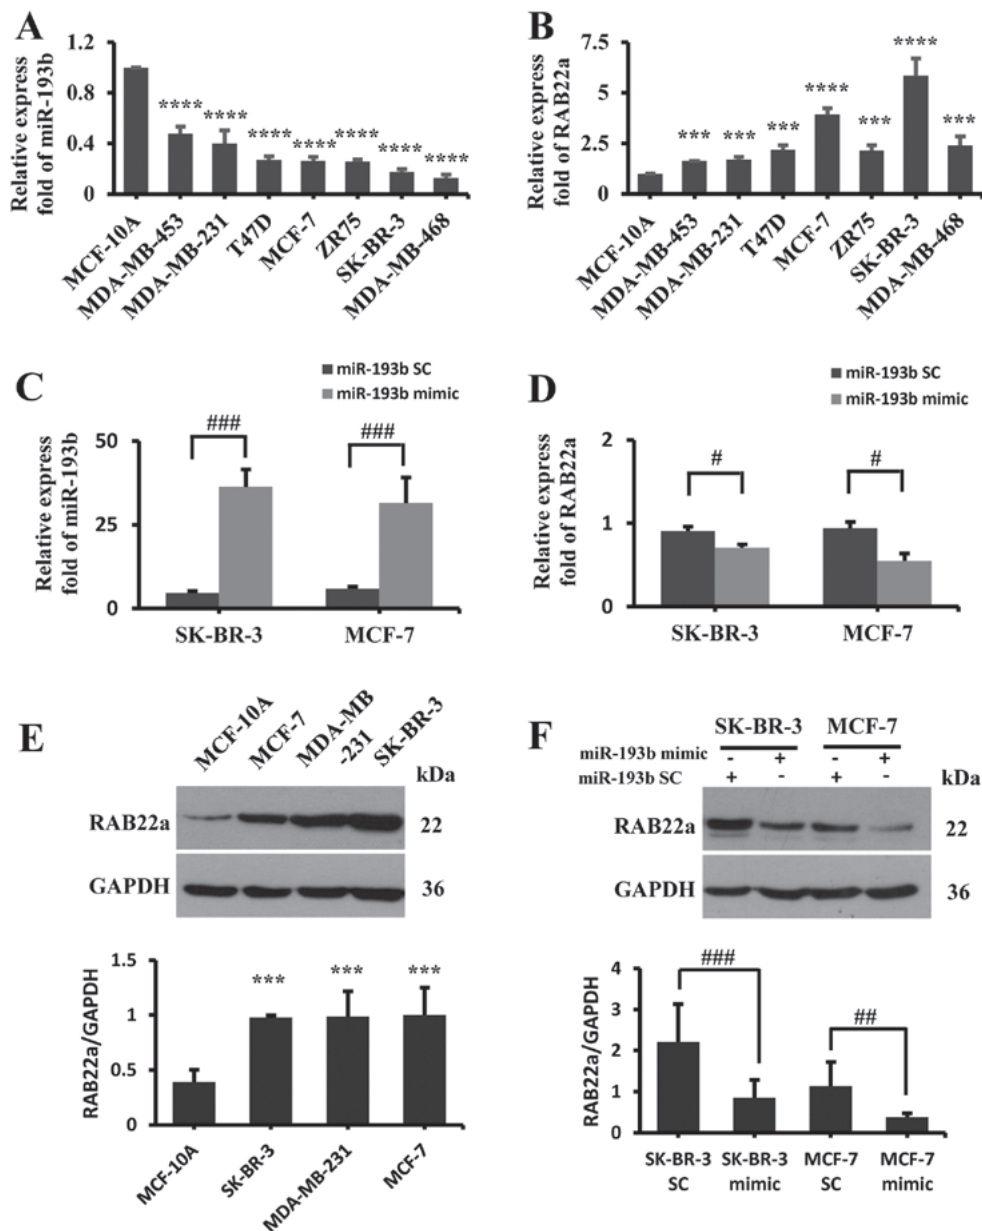 A
Relative express
fold of miR-193b
1.2
0.8
0.4
0
****
****
****
****
****
****
****
MCF-10A
MDA-MB-453
MDA-MB-231
T47D
MCF-7
ZR75
SK-BR-3
MDA-MB-468
B
Relative express
fold of RAB22a
7.5
5
2.5
0
***
***
***
****
***
****
***
MCF-10A
MDA-MB-453
MDA-MB-231
T47D
MCF-7
ZR75
SK-BR-3
MDA-MB-468
C
miR-193b SC
miR-193b mimic
Relative express
fold of miR-193b
50
25
0
###
###
SK-BR-3
MCF-7
D
miR-193b SC
miR-193b mimic
Relative express
fold of RAB22a
2
1
0
#
#
SK-BR-3
MCF-7
E
MCF-10A
MCF-7
MDA-MB
-231
SK-BR-3
kDa
RAB22a
22
GAPDH
36
RAB22a/GAPDH
1.5
1
0.5
0
***
***
***
MCF-10A
SK-BR-3
MDA-MB-231
MCF-7
F
SK-BR-3 MCF-7
miR-193b mimic - + - +
miR-193b SC + - + -
kDa
RAB22a
22
GAPDH
36
RAB22a/GAPDH
4
3
2
1
0
###
##
SK-BR-3
SC
SK-BR-3
mimic
MCF-7
SC
MCF-7
mimic